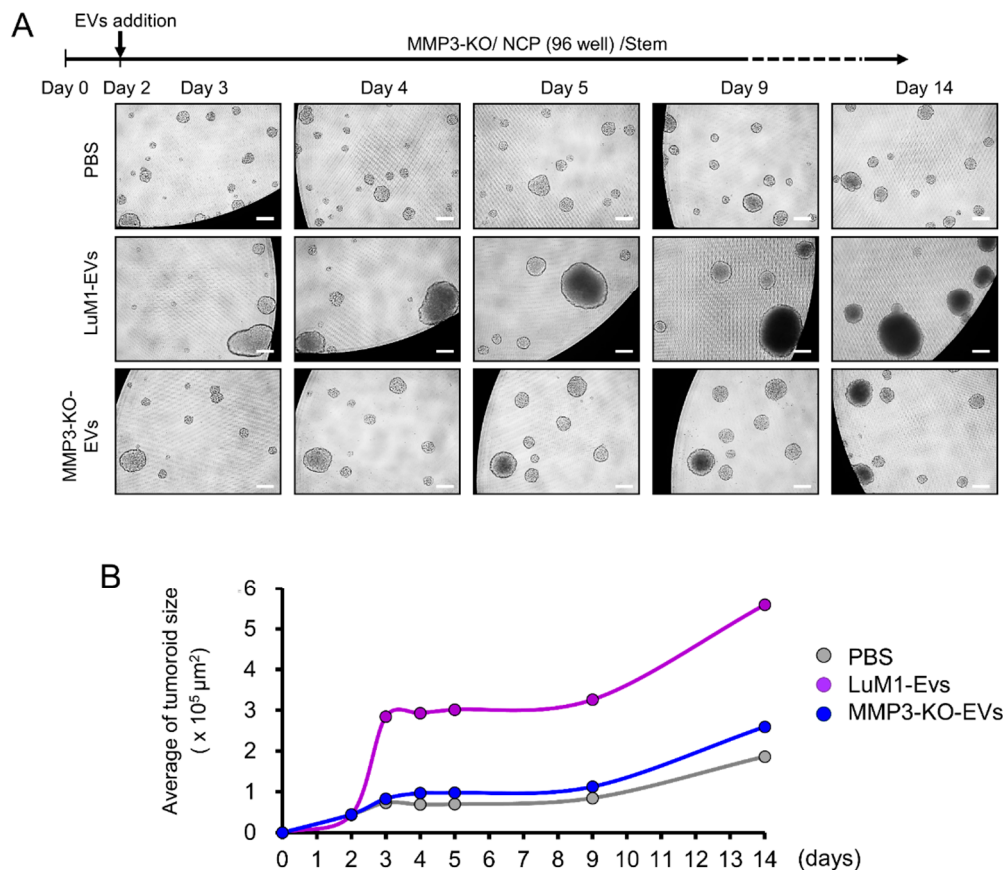 A
EVs addition
MMP3-KO/ NCP (96 well) /Stem
Day 0 Day 2 Day 3 Day 4 Day 5 Day 9 Day 14
PBS
LuM1-EVs
MMP3-KO-
EVs
B
Average of tumoroid size
( x 10⁵ µm²)
6
5
4
3
2
1
0
0 1 2 3 4 5 6 7 8 9 10 11 12 13 14 (days)
PBS
LuM1-Evs
MMP3-KO-EVs